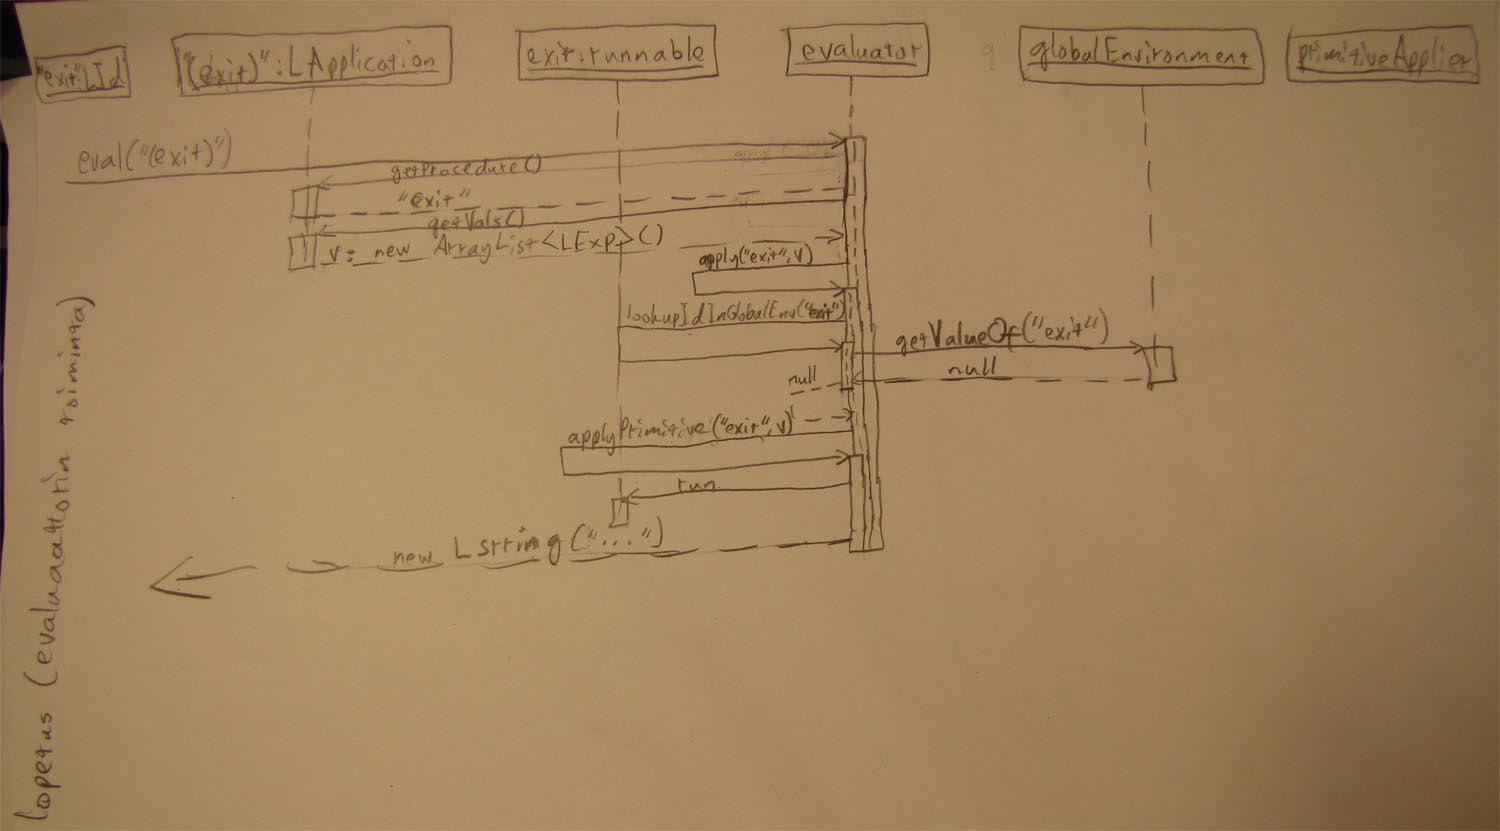 "exit":LId
"(exit)":LApplication
exit:runnable
evaluator
globalEnvironment
primitiveApplier
eval("(exit)")
getProcedure()
"exit"
getVals()
v: new ArrayList<LExp>()
apply("exit",v)
lookupIdInGlobalEnv("exit")
getValueOf("exit")
null
null
applyPrimitive("exit",v)
run
new Lstring("...")
lopetus (evaluaattorin toiminta)